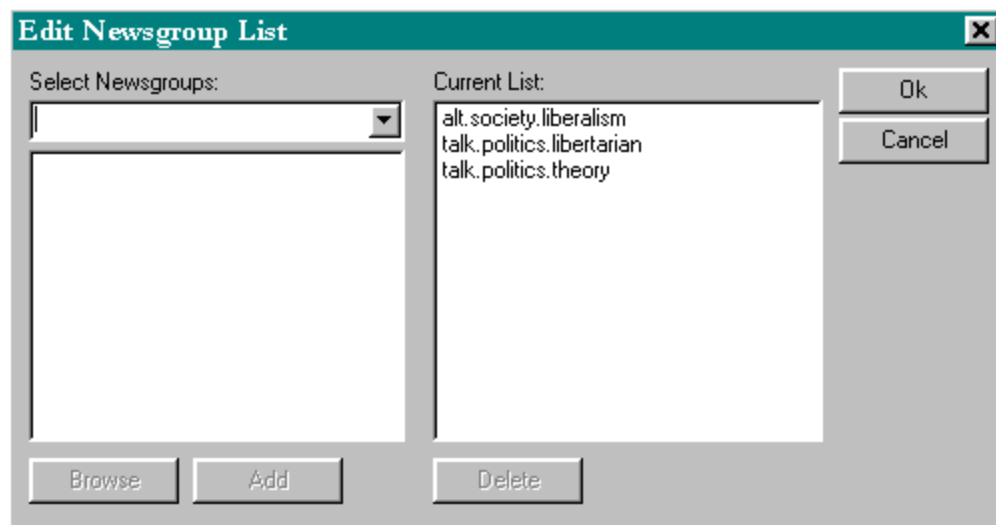 Edit Newsgroup List
Select Newsgroups:
Current List:
alt.society.liberalism
talk.politics.libertarian
talk.politics.theory
Ok
Cancel
Browse
Add
Delete